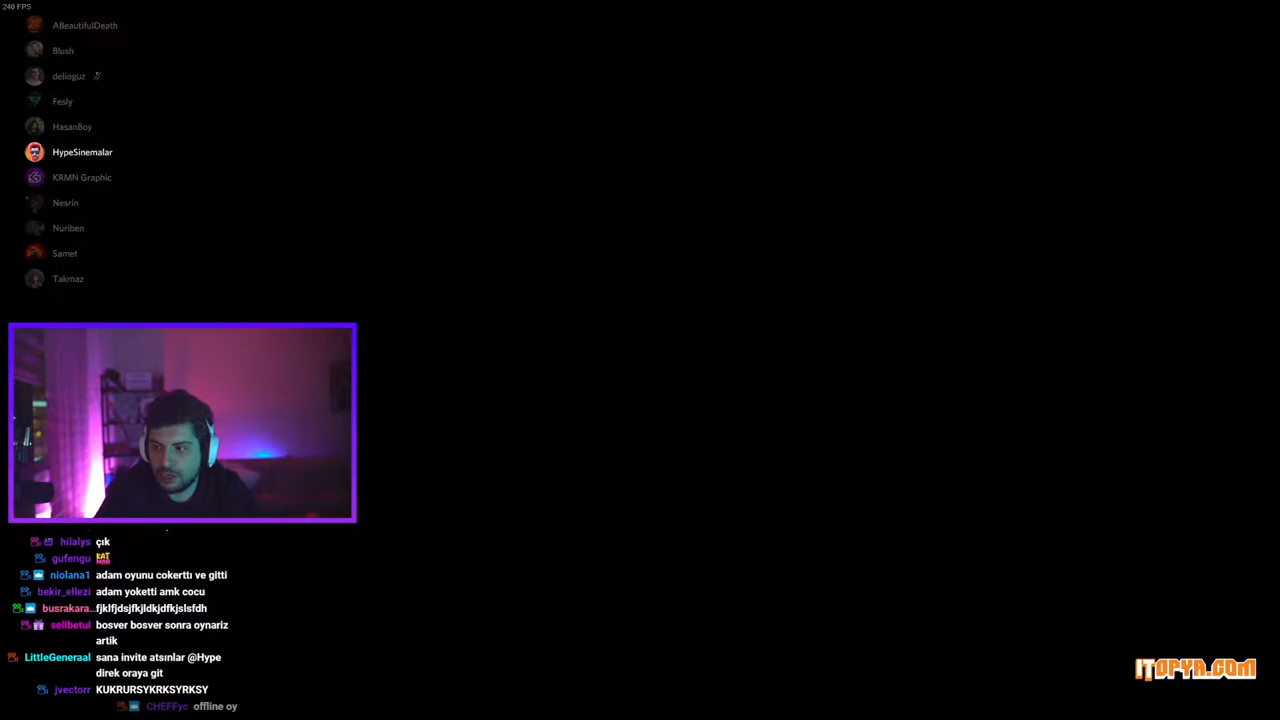 240 FPS
ABeautifulDeath
Blush
delioguz
Fesly
HasanBoy
HypeSinemalar
KRMN Graphic
Nesrin
Nuriben
Samet
Takmaz
hilalys çık
gufengu KAT
niolana1 adam oyunu cokerttı ve gitti
bekir_ellezi adam yoketti amk cocu
busrakara... fjklfjdsjfkjldkjdfkjslsfdh
sellbetul bosver bosver sonra oynariz
artik
LittleGeneraal sana invite atsınlar @Hype
direk oraya git
jvectorr KUKRURSYKRKSYRKSY
CHEFFyc offline oy
ITOPYA.COM